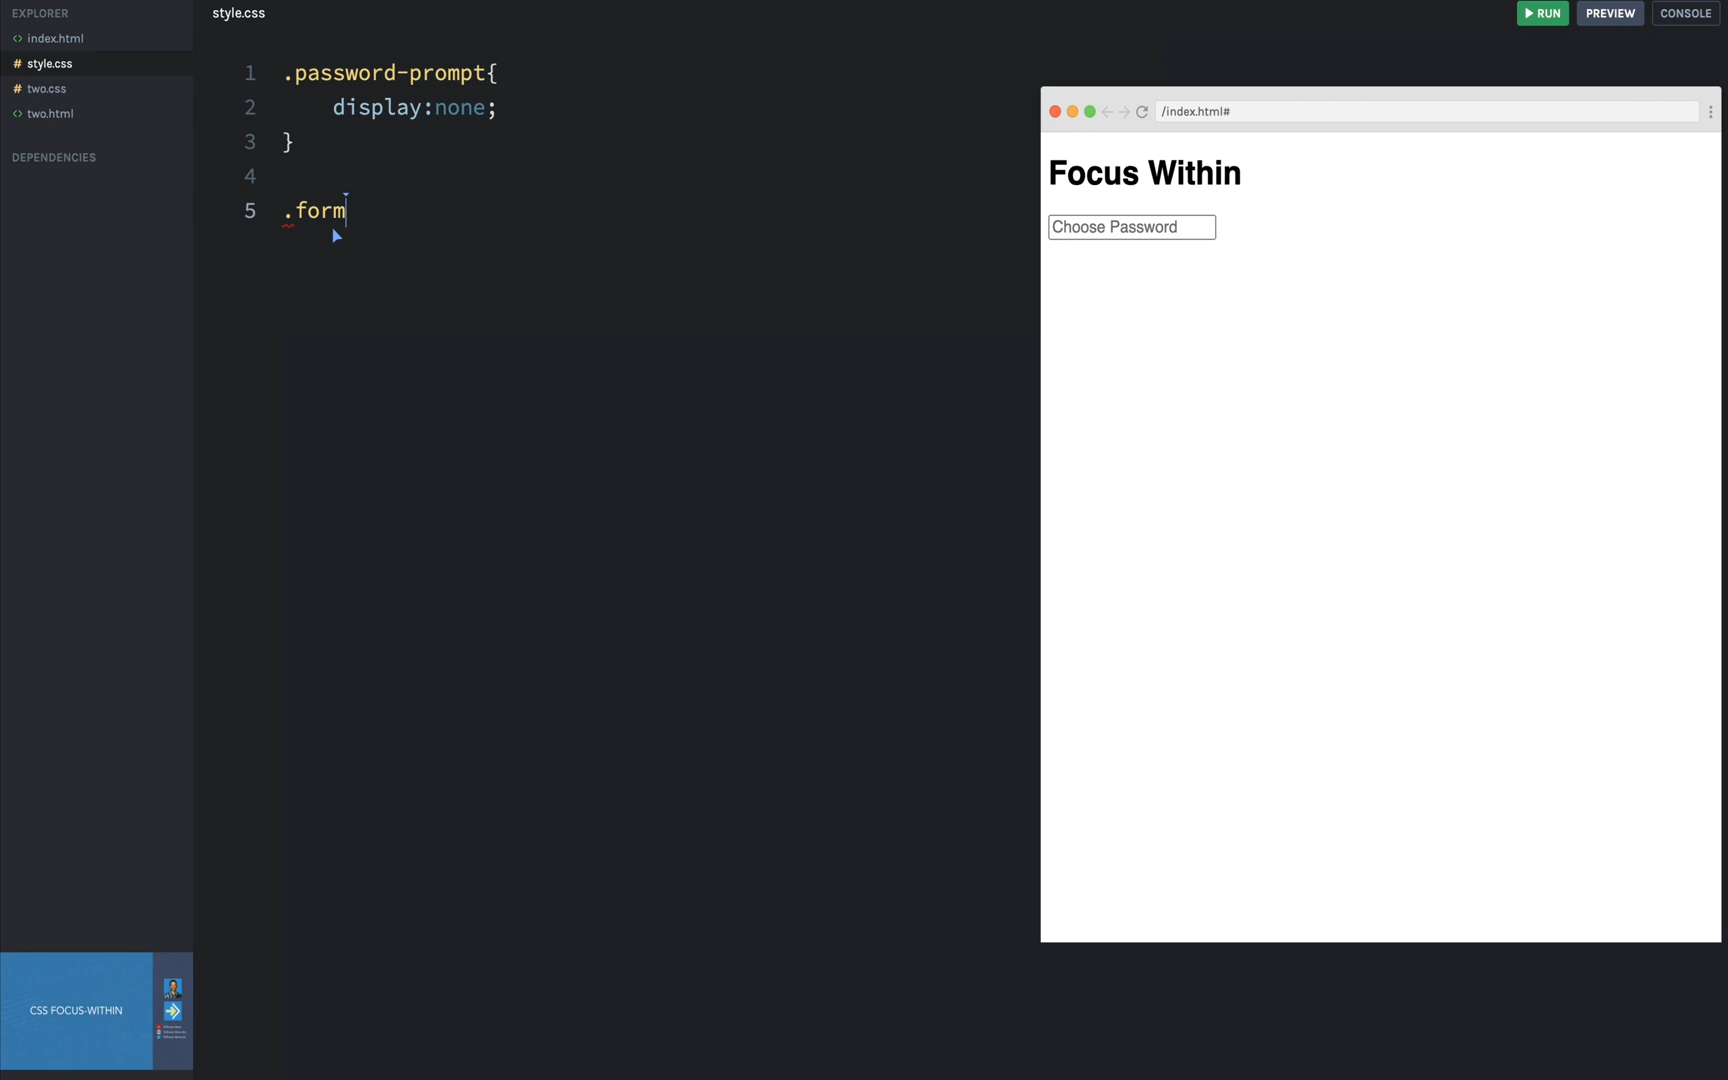 EXPLORER
index.html
# style.css
# two.css
two.html
DEPENDENCIES
style.css
1 .password-prompt{
2 display:none;
3 }
4
5 .form
RUN
PREVIEW
CONSOLE
/index.html#
Focus Within
Choose Password
CSS FOCUS-WITHIN